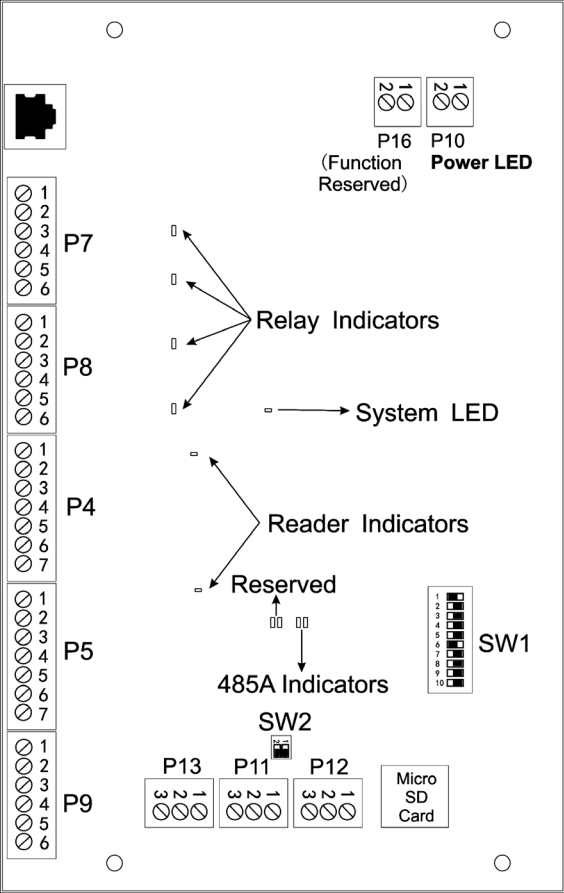 2 1
2 1
P16
P10
(Function
Reserved)
Power LED
1
2
3
4
5
6
P7
1
2
3
4
5
6
P8
Relay Indicators
System LED
1
2
3
4
5
6
7
P4
Reader Indicators
Reserved
1
2
3
4
5
6
7
P5
1
2
3
4
5
6
7
8
9
10
SW1
485A Indicators
SW2
2 1
1
2
3
4
5
6
P9
P13
P11
P12
3 2 1
3 2 1
3 2 1
Micro
SD
Card